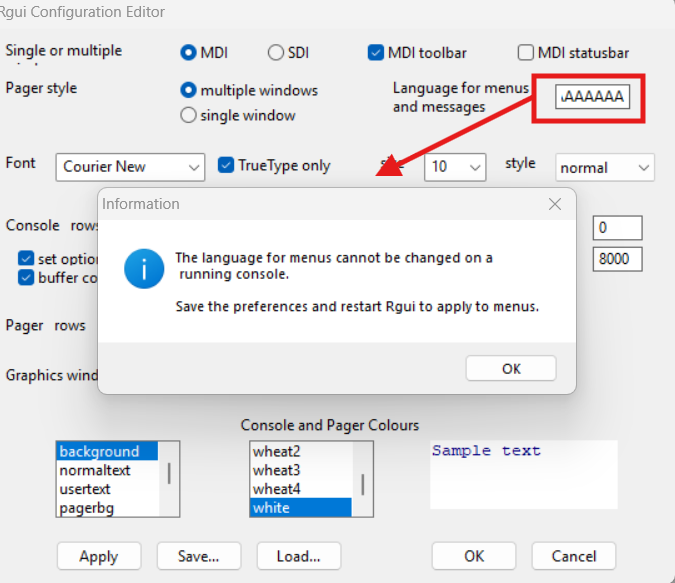 Rgui Configuration Editor
Single or multiple
MDI
SDI
MDI toolbar
MDI statusbar
Pager style
multiple windows
single window
Language for menus
and messages
AAAAAA
Font
Courier New
TrueType only
10
style
normal
Information
The language for menus cannot be changed on a
running console.
Save the preferences and restart Rgui to apply to menus.
OK
Console rows
0
set option
buffer co
8000
Pager rows
Graphics wind
Console and Pager Colours
background
normaltext
usertext
pagerbg
wheat2
wheat3
wheat4
white
Sample text
Apply
Save...
Load...
OK
Cancel